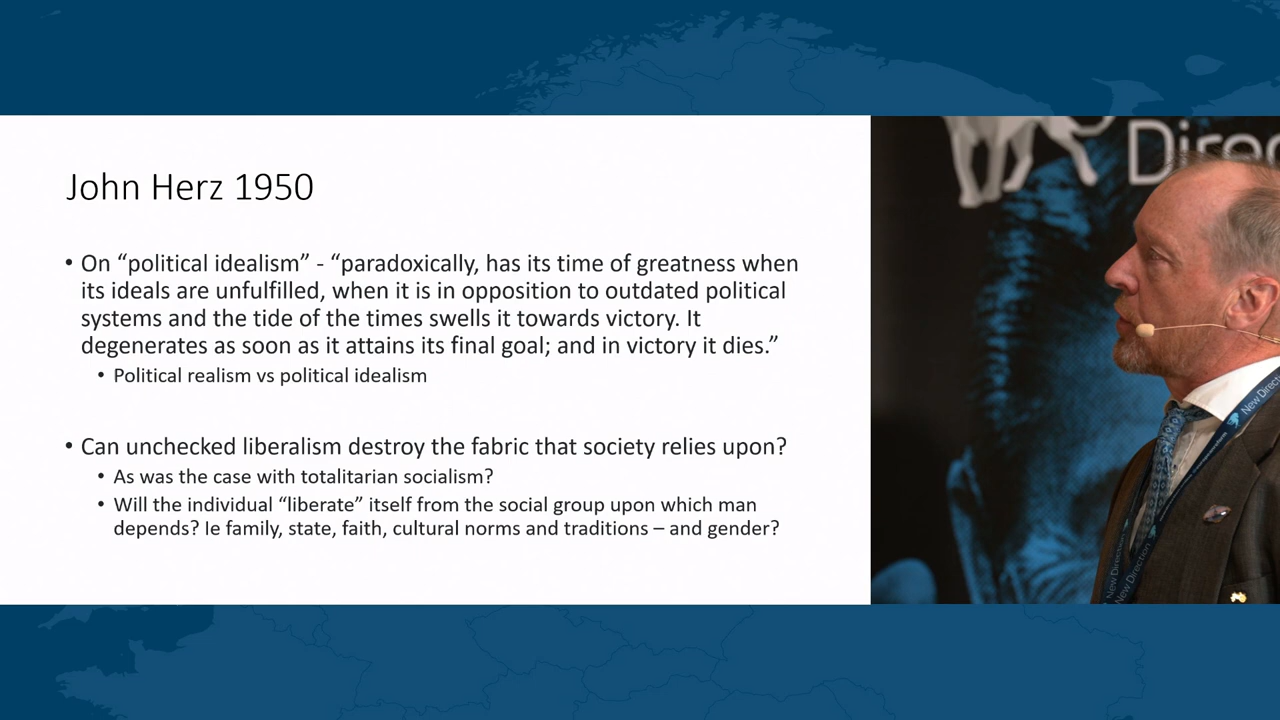 John Herz 1950
• On “political idealism” - “paradoxically, has its time of greatness when
its ideals are unfulfilled, when it is in opposition to outdated political
systems and the tide of the times swells it towards victory. It
degenerates as soon as it attains its final goal; and in victory it dies.”
• Political realism vs political idealism
• Can unchecked liberalism destroy the fabric that society relies upon?
• As was the case with totalitarian socialism?
• Will the individual “liberate” itself from the social group upon which man
depends? Ie family, state, faith, cultural norms and traditions – and gender?
Direc
New Direct
New Direction
New Direction